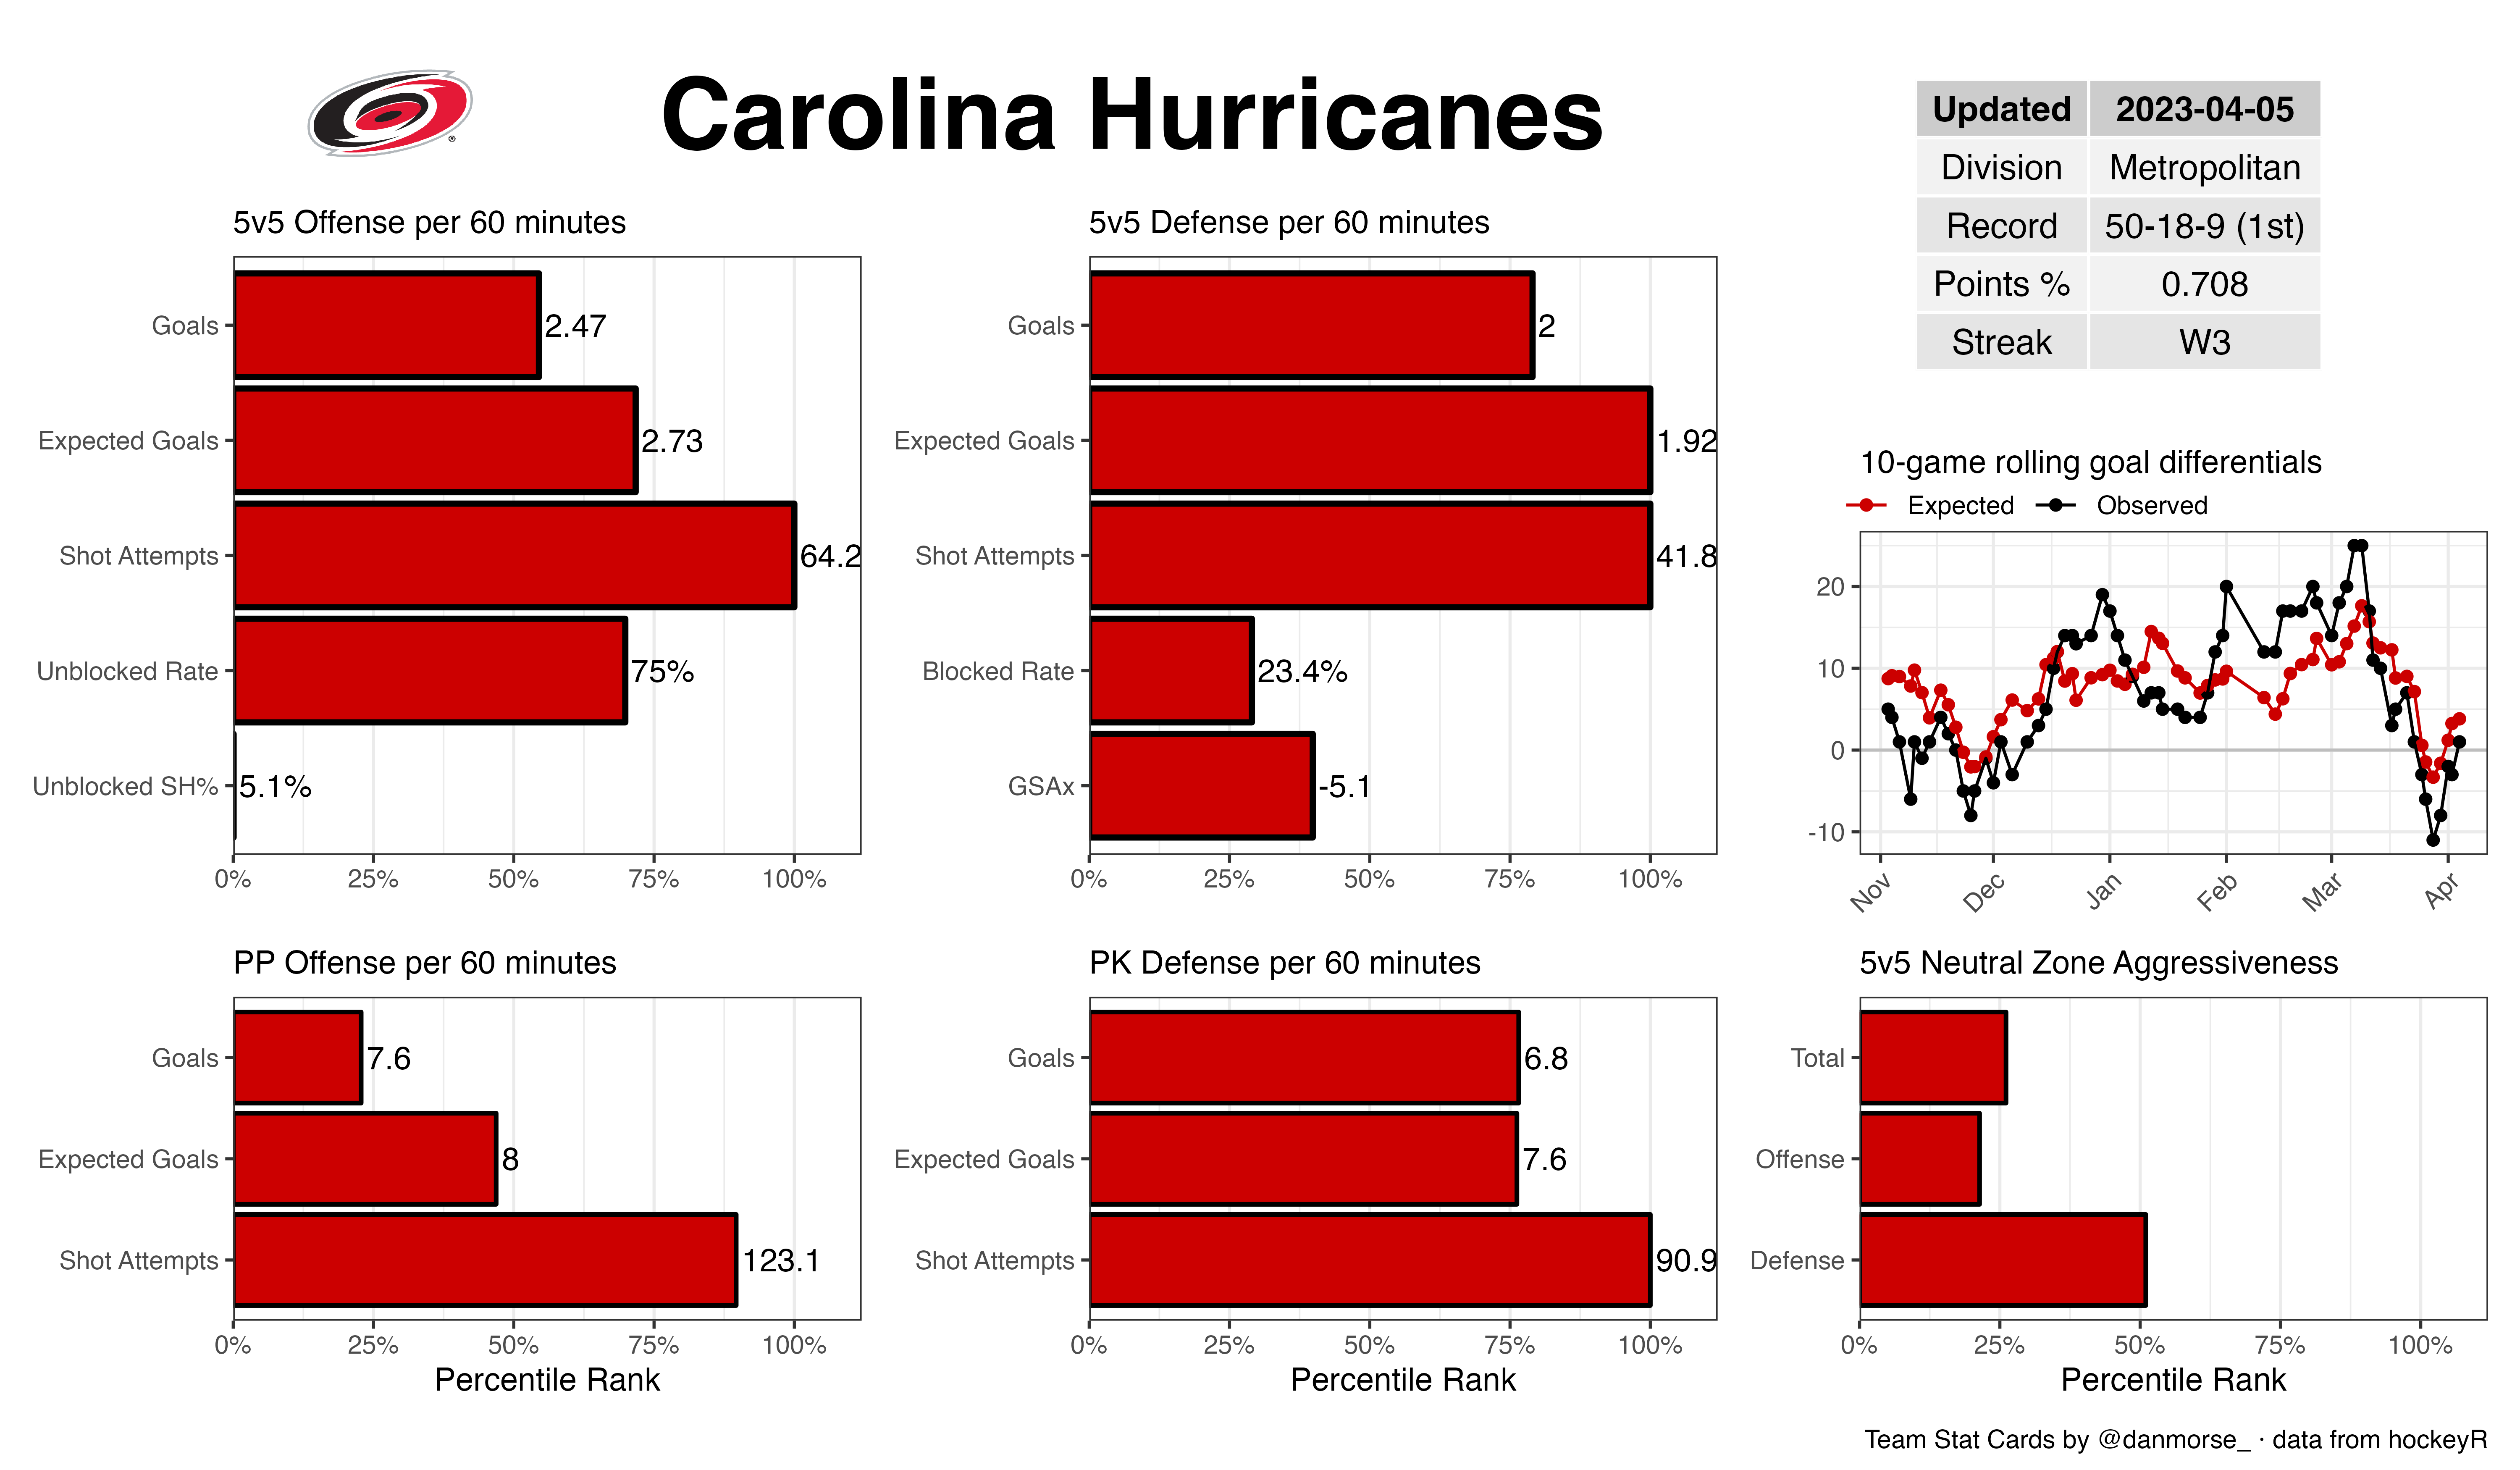 Carolina Hurricanes
Updated 2023-04-05
Division Metropolitan
Record 50-18-9 (1st)
Points % 0.708
Streak W3
5v5 Offense per 60 minutes
Goals 2.47
Expected Goals 2.73
Shot Attempts 64.2
Unblocked Rate 75%
Unblocked SH% 5.1%
0% 25% 50% 75% 100%
5v5 Defense per 60 minutes
Goals 2
Expected Goals 1.92
Shot Attempts 41.8
Blocked Rate 23.4%
GSAx -5.1
0% 25% 50% 75% 100%
10-game rolling goal differentials
Expected Observed
20
10
0
-10
Nov Dec Jan Feb Mar Apr
PP Offense per 60 minutes
Goals 7.6
Expected Goals 8
Shot Attempts 123.1
0% 25% 50% 75% 100%
Percentile Rank
PK Defense per 60 minutes
Goals 6.8
Expected Goals 7.6
Shot Attempts 90.9
0% 25% 50% 75% 100%
Percentile Rank
5v5 Neutral Zone Aggressiveness
Total
Offense
Defense
0% 25% 50% 75% 100%
Percentile Rank
Team Stat Cards by @danmorse_ · data from hockeyR